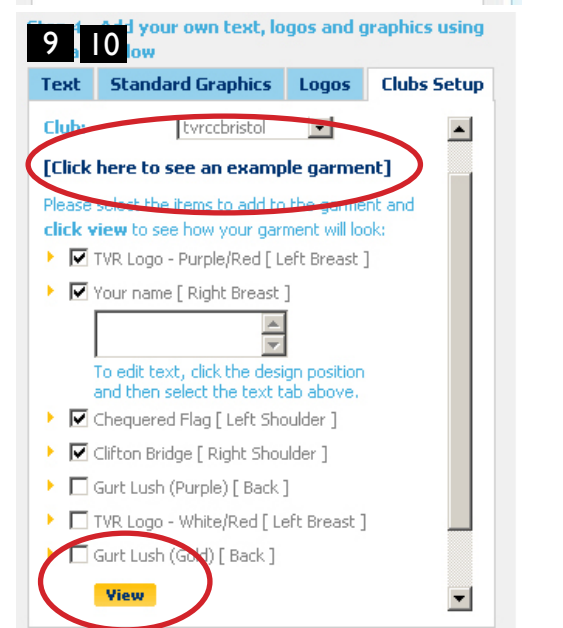 9 10
Add your own text, logos and graphics using
low
Text Standard Graphics Logos Clubs Setup
Club: tvrccbristol
[Click here to see an example garment]
Please select the items to add to the garment and
click view to see how your garment will look:
TVR Logo - Purple/Red [ Left Breast ]
Your name [ Right Breast ]
To edit text, click the design position
and then select the text tab above.
Chequered Flag [ Left Shoulder ]
Clifton Bridge [ Right Shoulder ]
Gurt Lush (Purple) [ Back ]
TVR Logo - White/Red [ Left Breast ]
Gurt Lush (Gold) [ Back ]
View